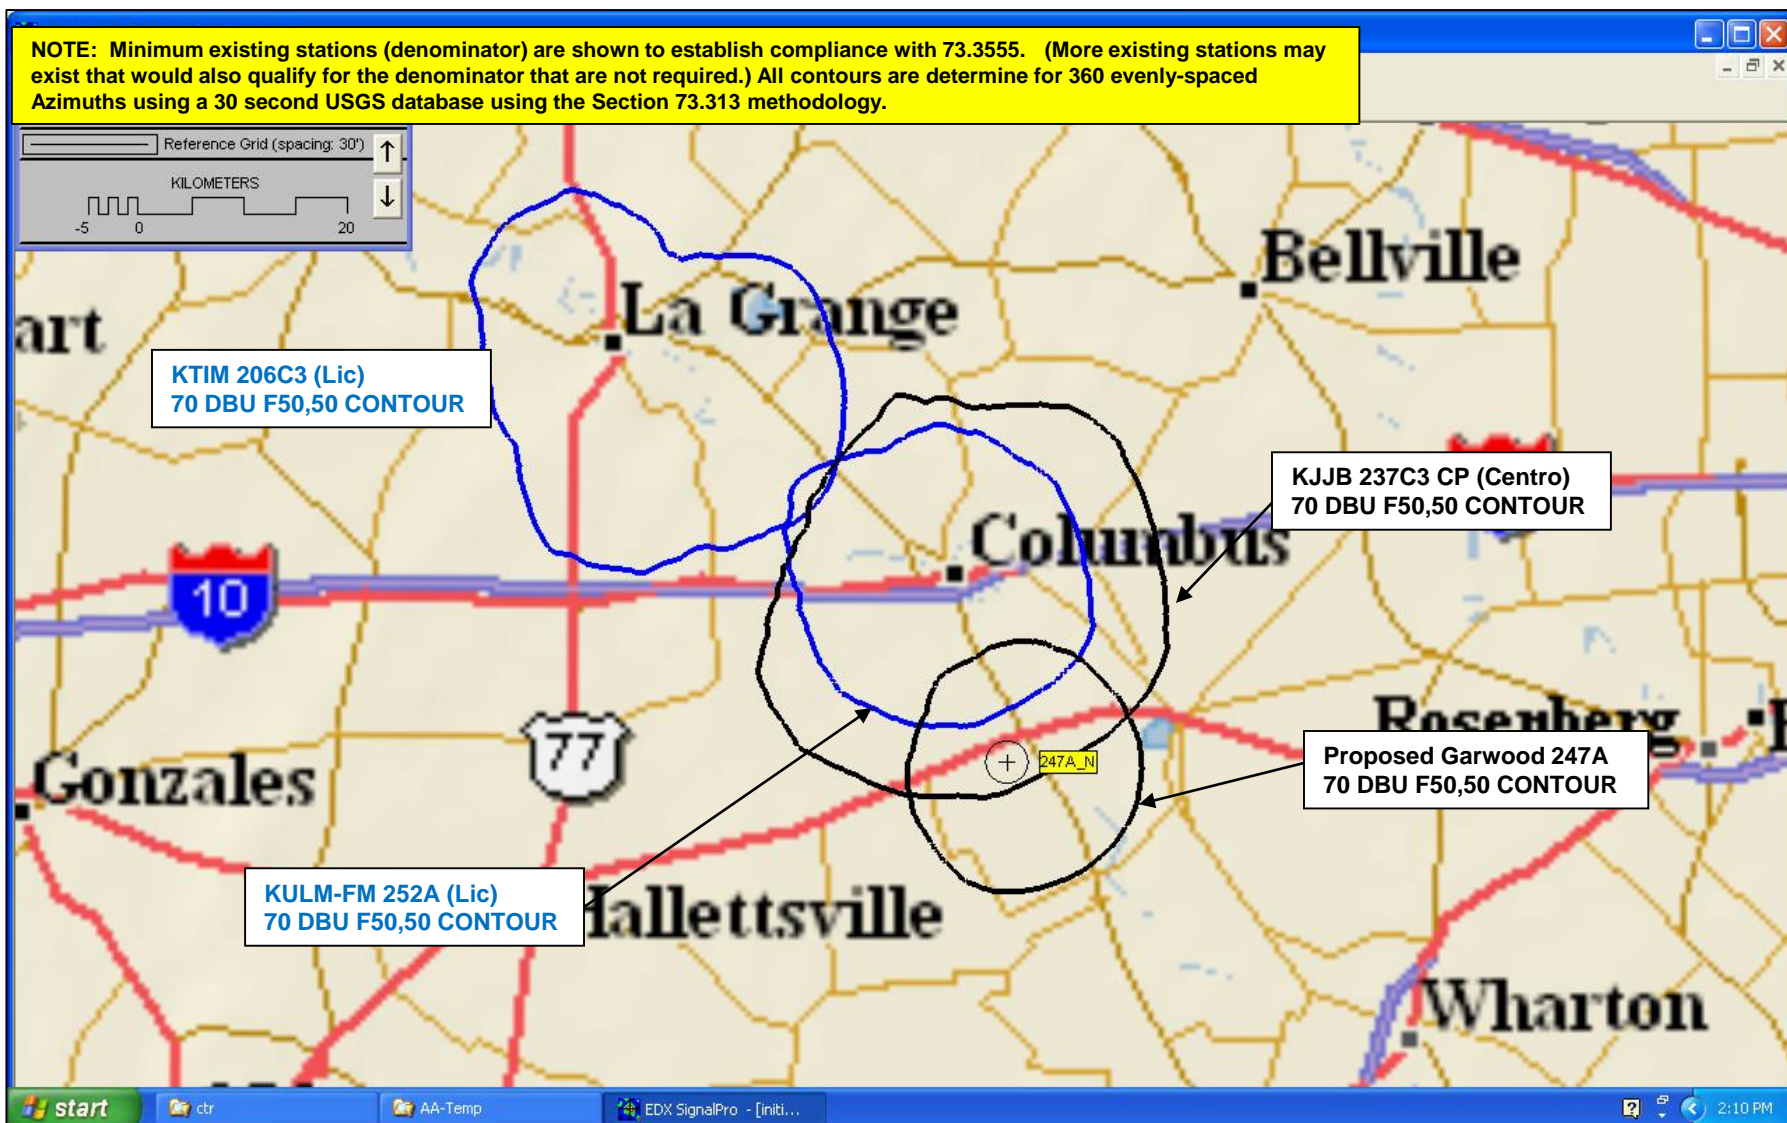 NOTE: Minimum existing stations (denominator) are shown to establish compliance with 73.3555. (More existing stations may
exist that would also qualify for the denominator that are not required.) All contours are determine for 360 evenly-spaced
Azimuths using a 30 second USGS database using the Section 73.313 methodology.
Reference Grid (spacing: 30')
KILOMETERS
-5 0 20
Bellville
La Grange
art
KTIM 206C3 (Lic)
70 DBU F50,50 CONTOUR
KJJB 237C3 CP (Centro)
70 DBU F50,50 CONTOUR
Columbus
10
Rosenberg
77
247A_N
Gonzales
Proposed Garwood 247A
70 DBU F50,50 CONTOUR
KULM-FM 252A (Lic)
70 DBU F50,50 CONTOUR
Hallettsville
Wharton
start
ctr
AA-Temp
EDX SignalPro - [initi...
2:10 PM